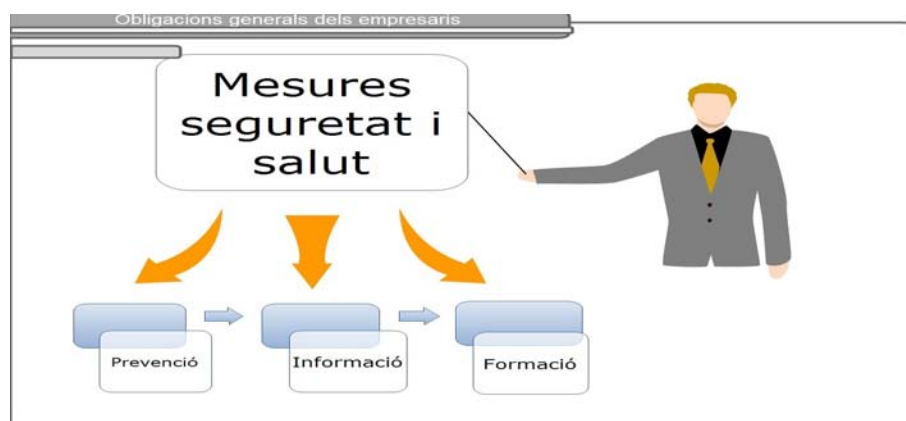 Obligacions generals dels empresaris
Mesures
seguretat i
salut
Prevenció
Informació
Formació